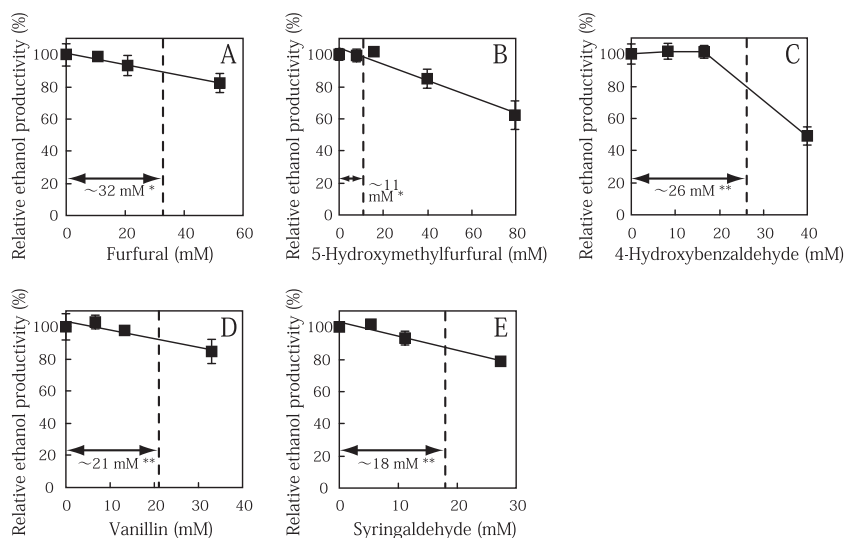 Relative ethanol productivity (%)
A
100
80
60
40
20
0
~32 mM *
0 20 40 60
Furfural (mM)
Relative ethanol productivity (%)
B
100
80
60
40
20
0
~11
mM *
0 20 40 60 80
5-Hydroxymethylfurfural (mM)
Relative ethanol productivity (%)
C
100
80
60
40
20
0
~26 mM **
0 10 20 30 40
4-Hydroxybenzaldehyde (mM)
Relative ethanol productivity (%)
D
100
80
60
40
20
0
~21 mM **
0 10 20 30 40
Vanillin (mM)
Relative ethanol productivity (%)
E
100
80
60
40
20
0
~18 mM **
0 10 20 30
Syringaldehyde (mM)